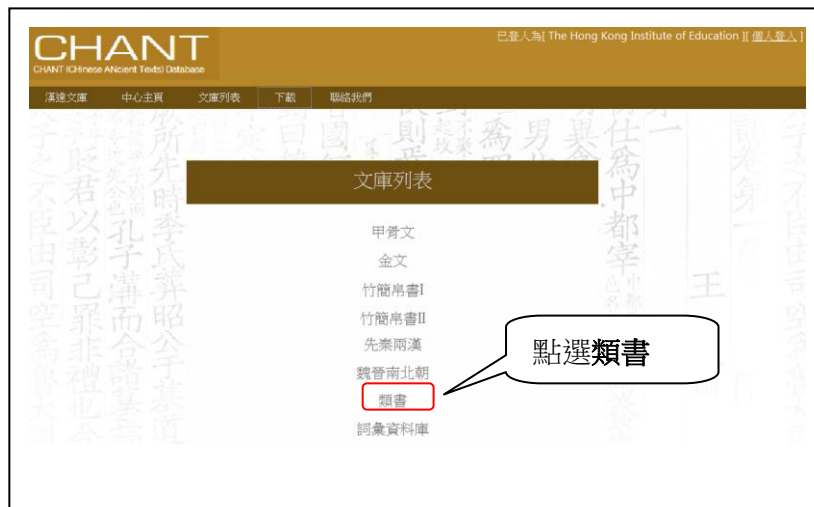 CHANT
CHANT (CHinese ANcient Texts) Database
已登入為[ The Hong Kong Institute of Education ][ 個人登入 ]
漢達文庫 中心主頁 文庫列表 下載 聯絡我們
文庫列表
甲骨文
金文
竹簡帛書I
竹簡帛書II
先秦兩漢
魏晉南北朝
類書
詞彙資料庫
點選類書